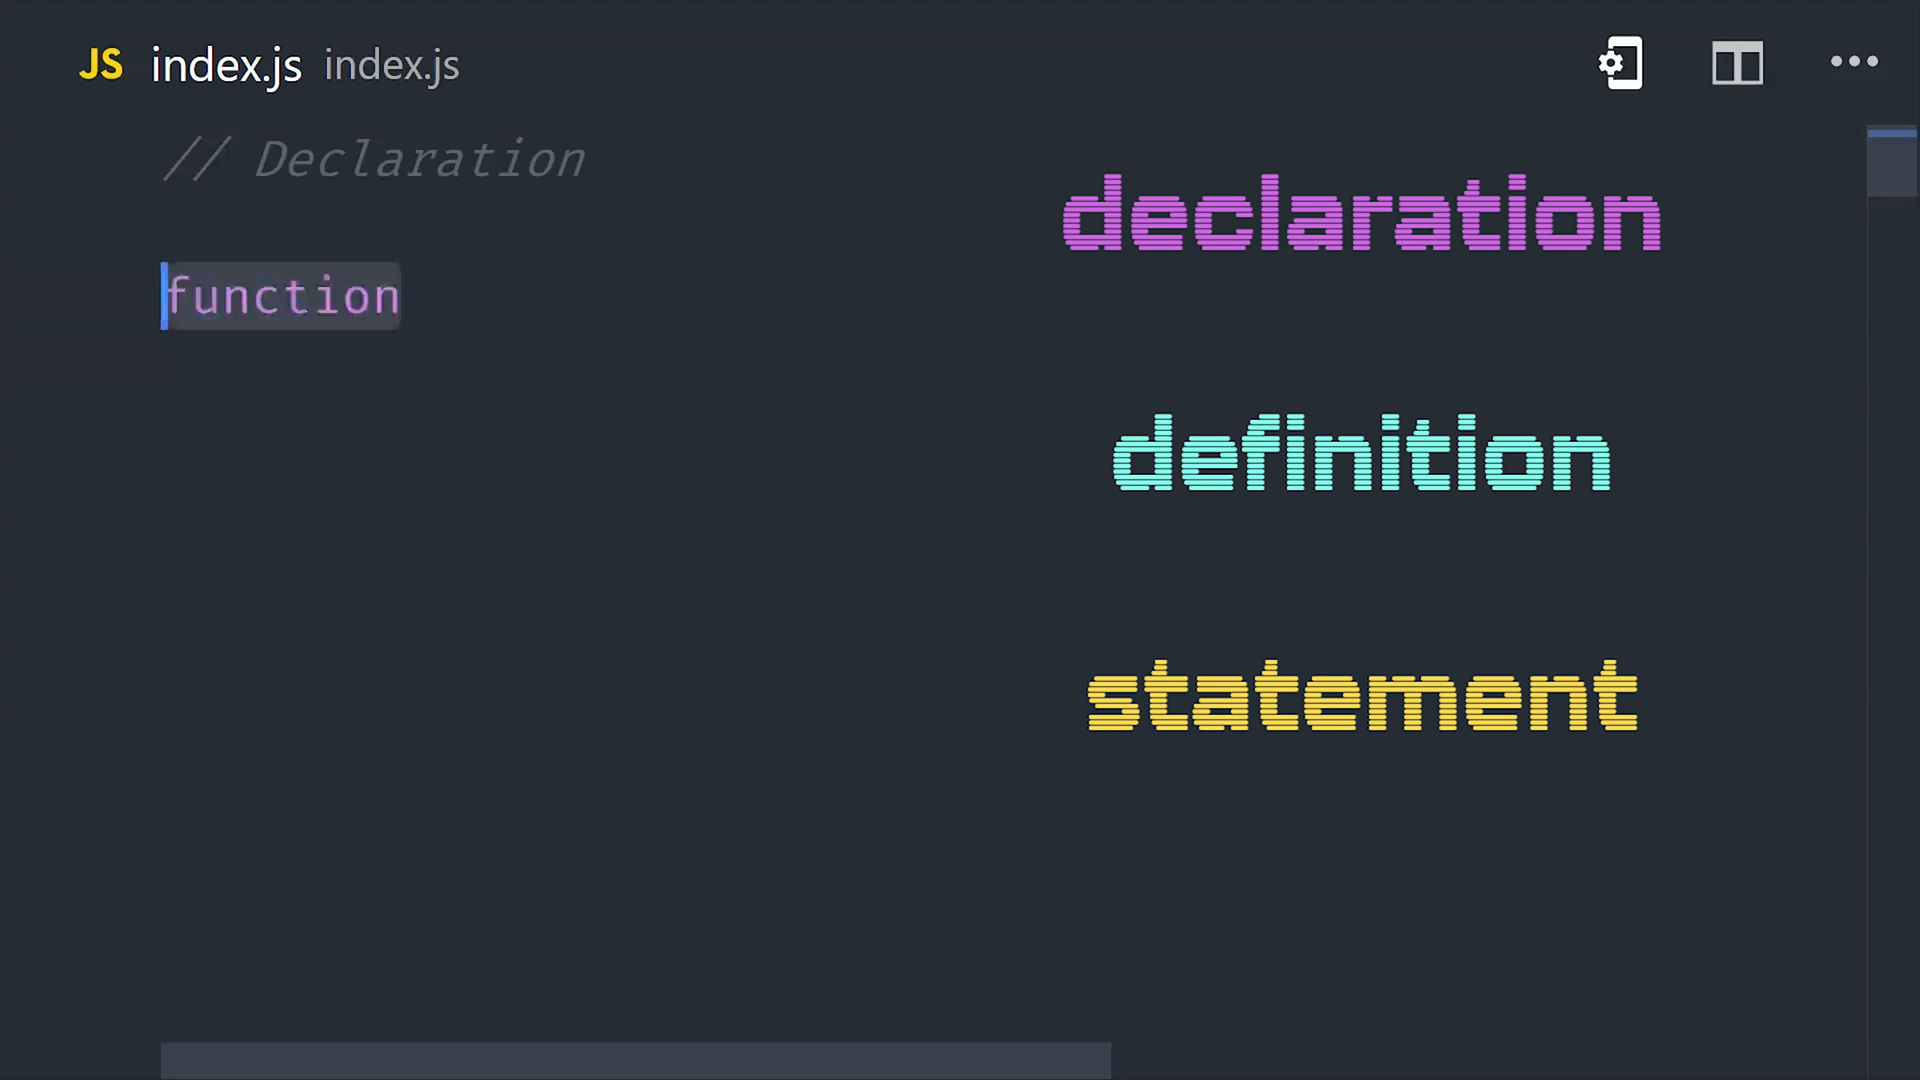 JS index.js index.js
// Declaration
declaration
function
definition
statement